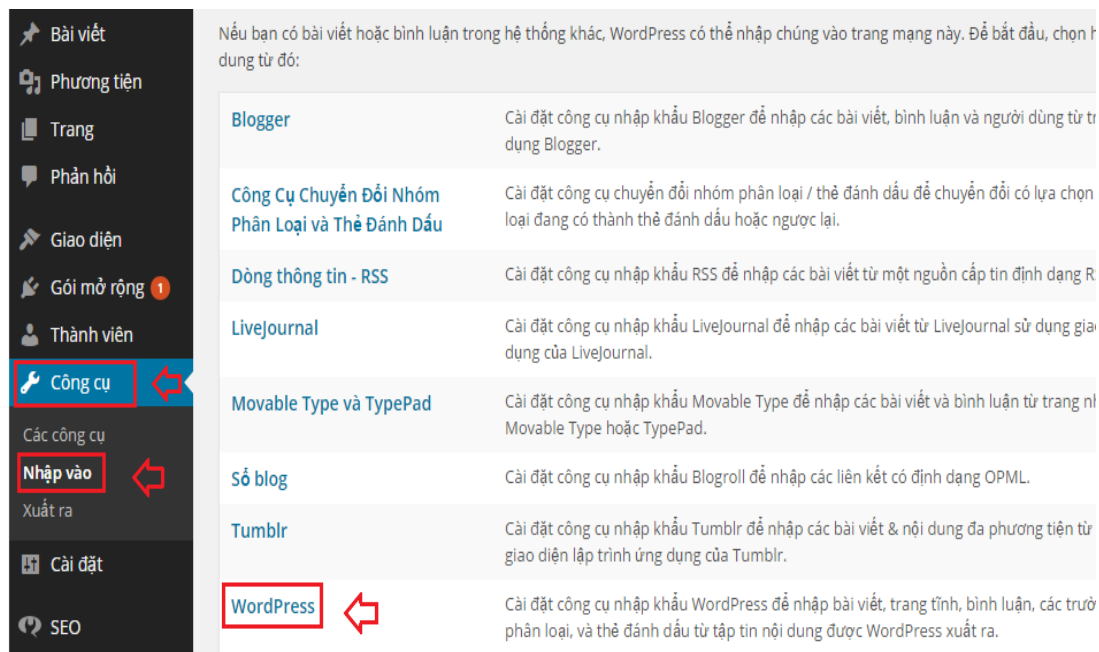 Bài viết
Phương tiện
Trang
Phản hồi
Giao diện
Gói mở rộng 1
Thành viên
Công cụ
Các công cụ
Nhập vào
Xuất ra
Cài đặt
SEO
Nếu bạn có bài viết hoặc bình luận trong hệ thống khác, WordPress có thể nhập chúng vào trang mạng này. Để bắt đầu, chọn
dung từ đó:
Blogger
Cài đặt công cụ nhập khẩu Blogger để nhập các bài viết, bình luận và người dùng từ
dụng Blogger.
Công Cụ Chuyển Đổi Nhóm
Phân Loại và Thẻ Đánh Dấu
Cài đặt công cụ chuyển đổi nhóm phân loại / thẻ đánh dấu để chuyển đổi có lựa chọn
loại đang có thành thẻ đánh dấu hoặc ngược lại.
Dòng thông tin - RSS
Cài đặt công cụ nhập khẩu RSS để nhập các bài viết từ một nguồn cấp tin định dạng
LiveJournal
Cài đặt công cụ nhập khẩu LiveJournal để nhập các bài viết từ LiveJournal sử dụng
dụng của LiveJournal.
Movable Type và TypePad
Cài đặt công cụ nhập khẩu Movable Type để nhập các bài viết và bình luận từ trang
Movable Type hoặc TypePad.
Số blog
Cài đặt công cụ nhập khẩu Blogroll để nhập các liên kết có định dạng OPML.
Tumblr
Cài đặt công cụ nhập khẩu Tumblr để nhập các bài viết & nội dung đa phương tiện từ
giao diện lập trình ứng dụng của Tumblr.
WordPress
Cài đặt công cụ nhập khẩu WordPress để nhập bài viết, trang tĩnh, bình luận, các
phân loại, và thẻ đánh dấu từ tập tin nội dung được WordPress xuất ra.